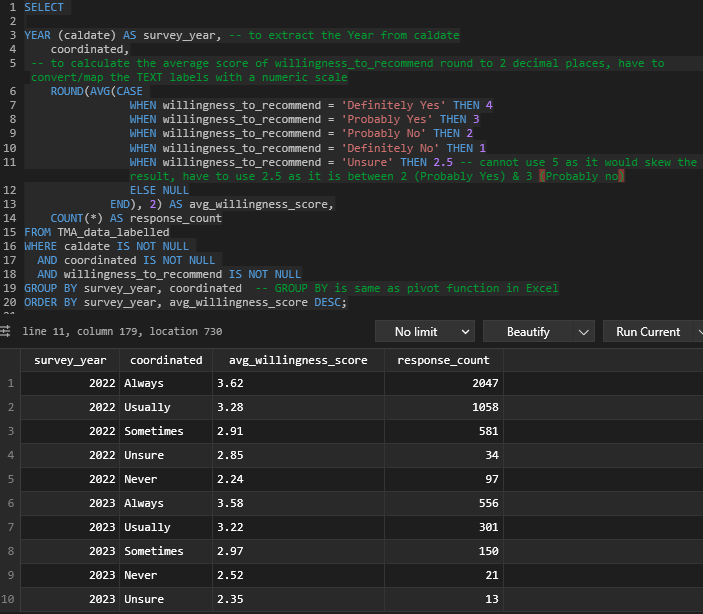 1 SELECT
2
3 YEAR (caldate) AS survey_year, -- to extract the Year from caldate
4 coordinated,
5 -- to calculate the average score of willingness_to_recommend round to 2 decimal places, have to
convert/map the TEXT labels with a numeric scale
6 ROUND(AVG(CASE
7 WHEN willingness_to_recommend = 'Definitely Yes' THEN 4
8 WHEN willingness_to_recommend = 'Probably Yes' THEN 3
9 WHEN willingness_to_recommend = 'Probably No' THEN 2
10 WHEN willingness_to_recommend = 'Definitely No' THEN 1
11 WHEN willingness_to_recommend = 'Unsure' THEN 2.5 -- cannot use 5 as it would skew the
result, have to use 2.5 as it is between 2 (Probably Yes) & 3 (Probably no)
12 ELSE NULL
13 END), 2) AS avg_willingness_score,
14 COUNT(*) AS response_count
15 FROM TMA_data_labelled
16 WHERE caldate IS NOT NULL
17 AND coordinated IS NOT NULL
18 AND willingness_to_recommend IS NOT NULL
19 GROUP BY survey_year, coordinated -- GROUP BY is same as pivot function in Excel
20 ORDER BY survey_year, avg_willingness_score DESC;
line 11, column 179, location 730 No limit Beautify Run Current
survey_year coordinated avg_willingness_score response_count
1 2022 Always 3.62 2047
2 2022 Usually 3.28 1058
3 2022 Sometimes 2.91 581
4 2022 Unsure 2.85 34
5 2022 Never 2.24 97
6 2023 Always 3.58 556
7 2023 Usually 3.22 301
8 2023 Sometimes 2.97 150
9 2023 Never 2.52 21
10 2023 Unsure 2.35 13